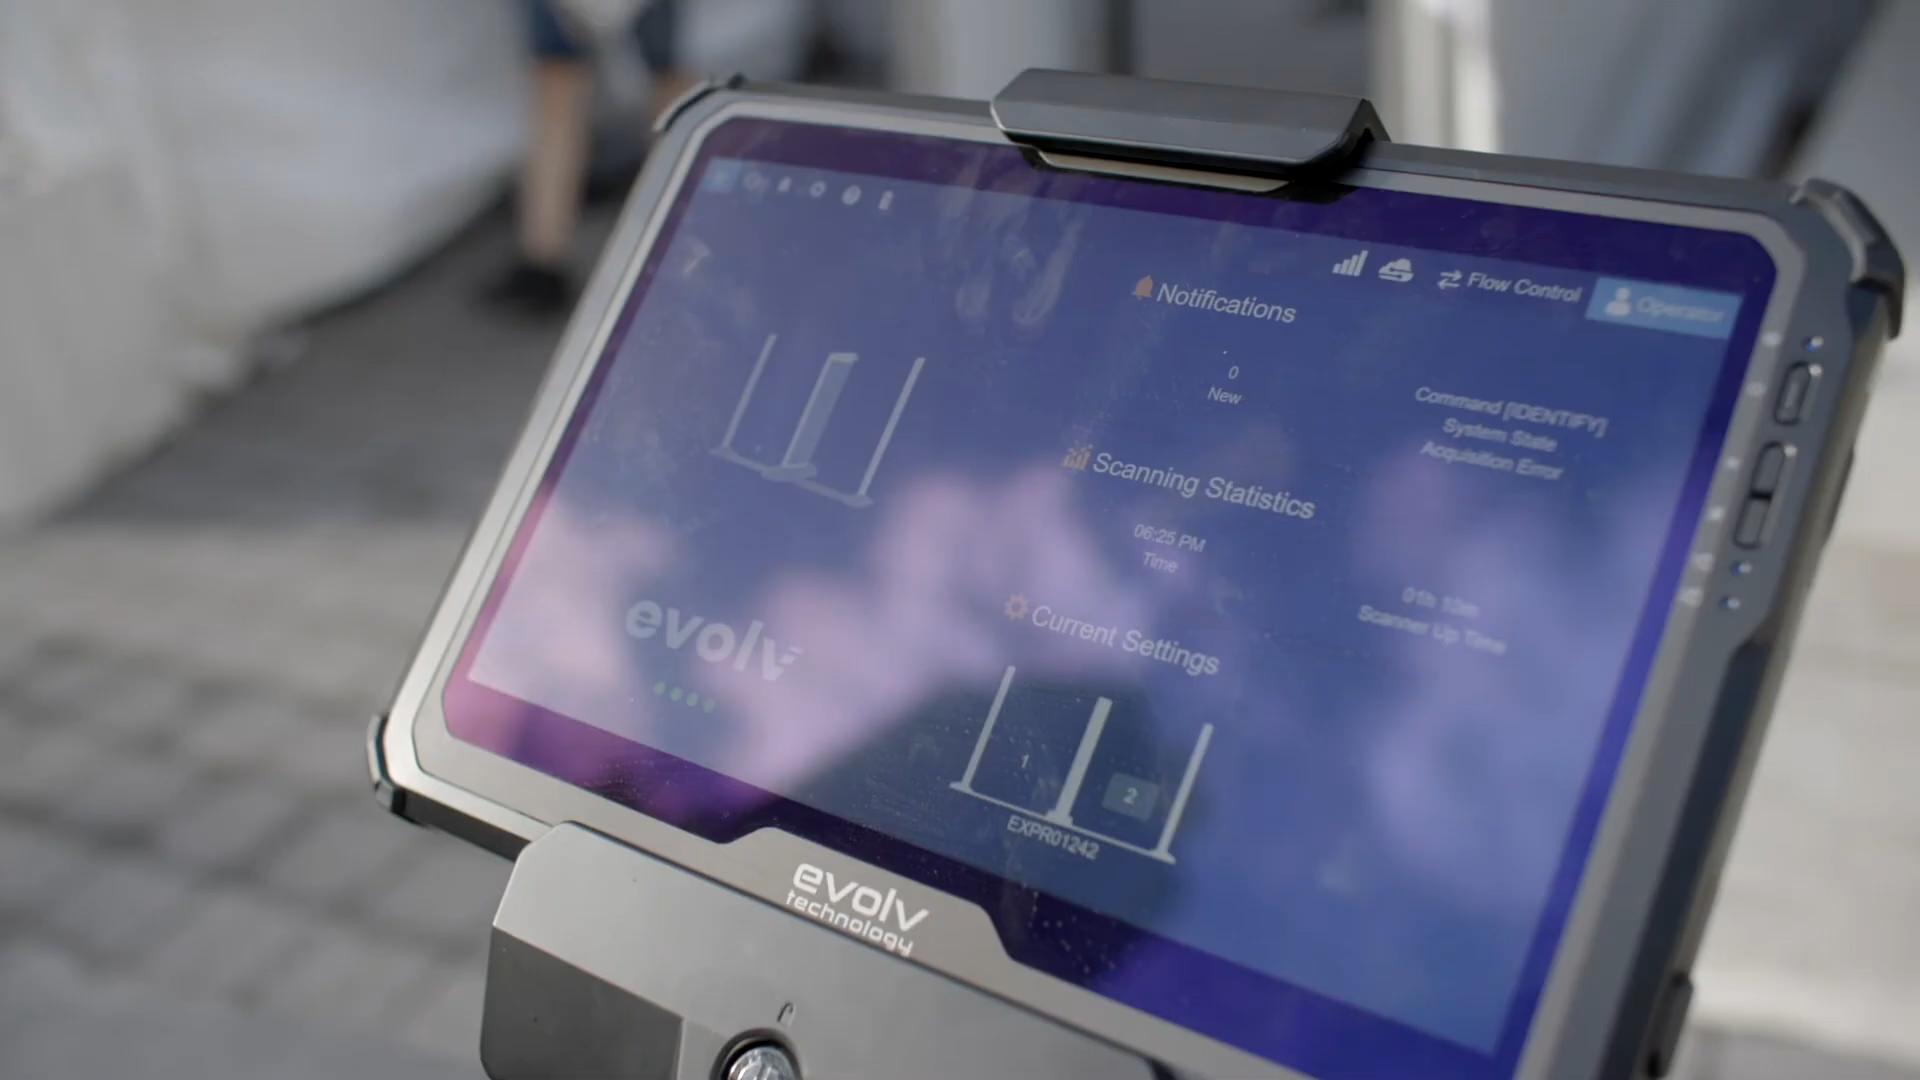 Flow Control
Operator
Notifications
0
New
Command [IDENTIFY]
System State
Acquisition Error
Scanning Statistics
06:25 PM
Time
Scanner Up Time
Current Settings
1
2
EXPR01242
evolv
evolv
technology